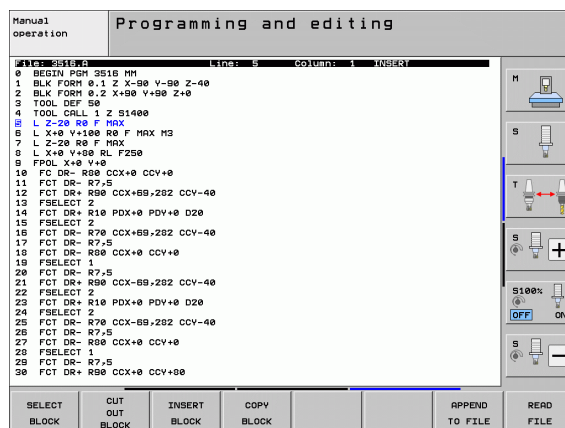 Manual
operation
Programming and editing
File: 3516.A Line: 5 Column: 1 INSERT
0 BEGIN PGM 3516 MM
1 BLK FORM 0.1 Z X-90 Y-90 Z-40
2 BLK FORM 0.2 X+90 Y+90 Z+0
3 TOOL DEF 50
4 TOOL CALL 1 Z S1400
5 L Z-20 R0 F MAX
6 L X+0 Y+100 R0 F MAX M3
7 L Z-20 R0 F MAX
8 L X+0 Y+80 RL F250
9 FPOL X+0 Y+0
10 FC DR- R80 CCX+0 CCY+0
11 FCT DR- R7,5
12 FCT DR+ R90 CCX+69,282 CCY-40
13 FSELECT 2
14 FCT DR+ R10 PDX+0 PDY+0 D20
15 FSELECT 2
16 FCT DR- R70 CCX+69,282 CCY-40
17 FCT DR- R7,5
18 FCT DR- R80 CCX+0 CCY+0
19 FSELECT 1
20 FCT DR- R7,5
21 FCT DR+ R90 CCX-69,282 CCY-40
22 FSELECT 2
23 FCT DR+ R10 PDX+0 PDY+0 D20
24 FSELECT 2
25 FCT DR- R70 CCX-69,282 CCY-40
26 FCT DR- R7,5
27 FCT DR- R80 CCX+0 CCY+0
28 FSELECT 1
29 FCT DR- R7,5
30 FCT DR+ R90 CCX+0 CCY+80
M
S
T
S
+
S100%
OFF ON
S
-
SELECT
BLOCK
CUT
OUT
BLOCK
INSERT
BLOCK
COPY
BLOCK
APPEND
TO FILE
READ
FILE